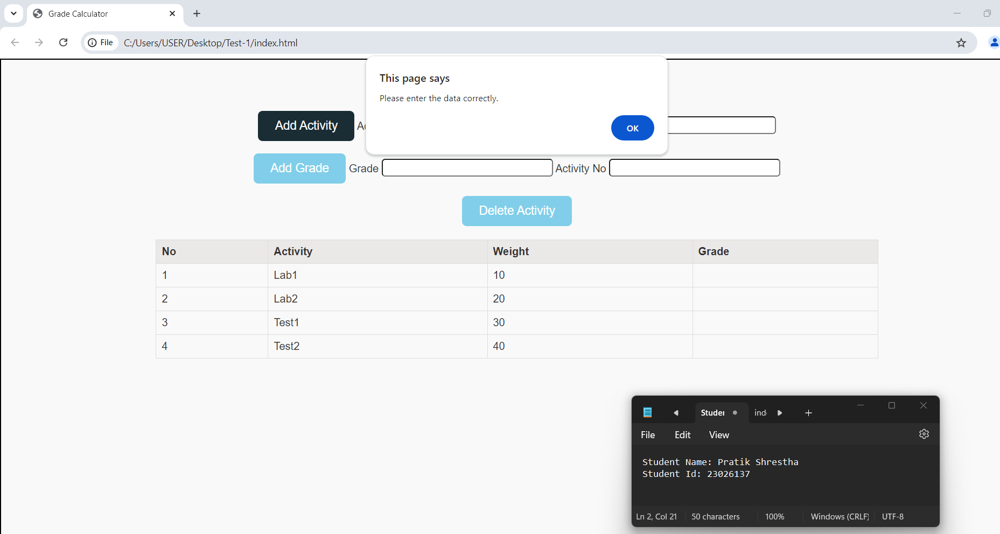 Grade Calculator
File C:/Users/USER/Desktop/Test-1/index.html
This page says
Please enter the data correctly.
OK
Add Activity
Add Grade Grade Activity No
Delete Activity
No Activity Weight Grade
1 Lab1 10
2 Lab2 20
3 Test1 30
4 Test2 40
Studer ind
File Edit View
Student Name: Pratik Shrestha
Student Id: 23026137
Ln 2, Col 21 50 characters 100% Windows (CRLF) UTF-8